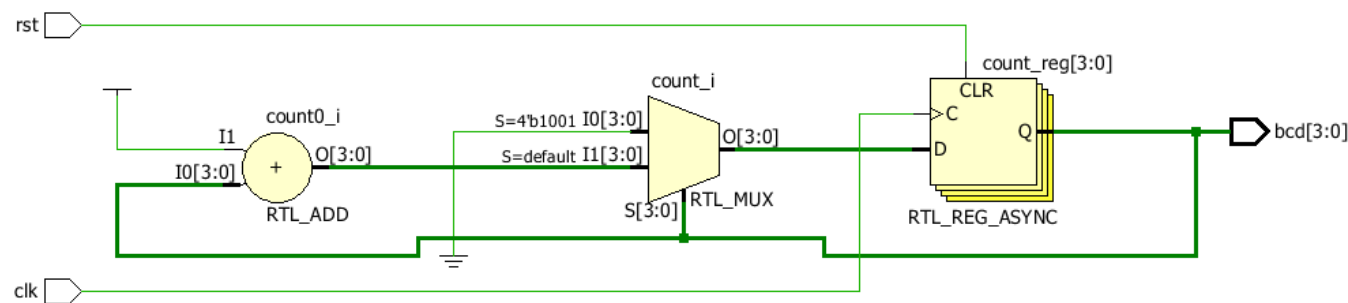 rst
count_reg[3:0]
count_i
CLR
count0_i
S=4'b1001 I0[3:0]
C
I1
O[3:0]
Q
bcd[3:0]
O[3:0]
S=default I1[3:0]
D
+
I0[3:0]
RTL_MUX
S[3:0]
RTL_ADD
RTL_REG_ASYNC
clk